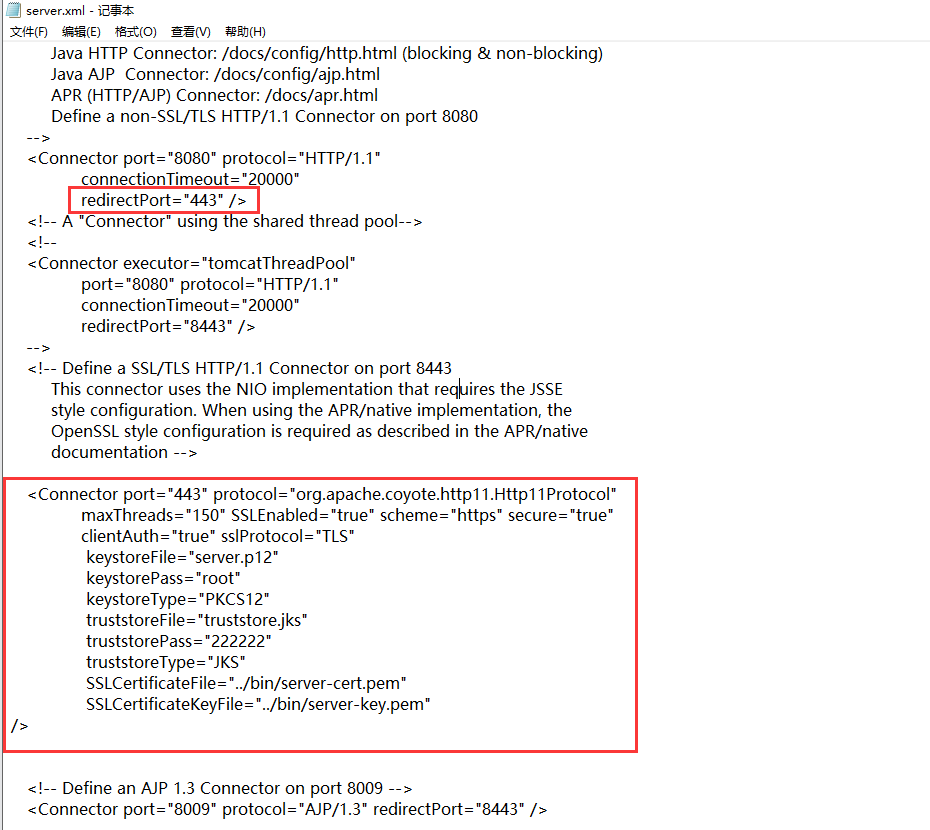 server.xml - 记事本
文件(F) 编辑(E) 格式(O) 查看(V) 帮助(H)
Java HTTP Connector: /docs/config/http.html (blocking & non-blocking)
Java AJP  Connector: /docs/config/ajp.html
APR (HTTP/AJP) Connector: /docs/apr.html
Define a non-SSL/TLS HTTP/1.1 Connector on port 8080
-->
<Connector port="8080" protocol="HTTP/1.1"
connectionTimeout="20000"
redirectPort="443" />
<!-- A "Connector" using the shared thread pool-->
<!--
<Connector executor="tomcatThreadPool"
port="8080" protocol="HTTP/1.1"
connectionTimeout="20000"
redirectPort="8443" />
-->
<!-- Define a SSL/TLS HTTP/1.1 Connector on port 8443
This connector uses the NIO implementation that requires the JSSE
style configuration. When using the APR/native implementation, the
OpenSSL style configuration is required as described in the APR/native
documentation -->
<Connector port="443" protocol="org.apache.coyote.http11.Http11Protocol"
maxThreads="150" SSLEnabled="true" scheme="https" secure="true"
clientAuth="true" sslProtocol="TLS"
keystoreFile="server.p12"
keystorePass="root"
keystoreType="PKCS12"
truststoreFile="truststore.jks"
truststorePass="222222"
truststoreType="JKS"
SSLCertificateFile="../bin/server-cert.pem"
SSLCertificateKeyFile="../bin/server-key.pem"
/>
<!-- Define an AJP 1.3 Connector on port 8009 -->
<Connector port="8009" protocol="AJP/1.3" redirectPort="8443" />